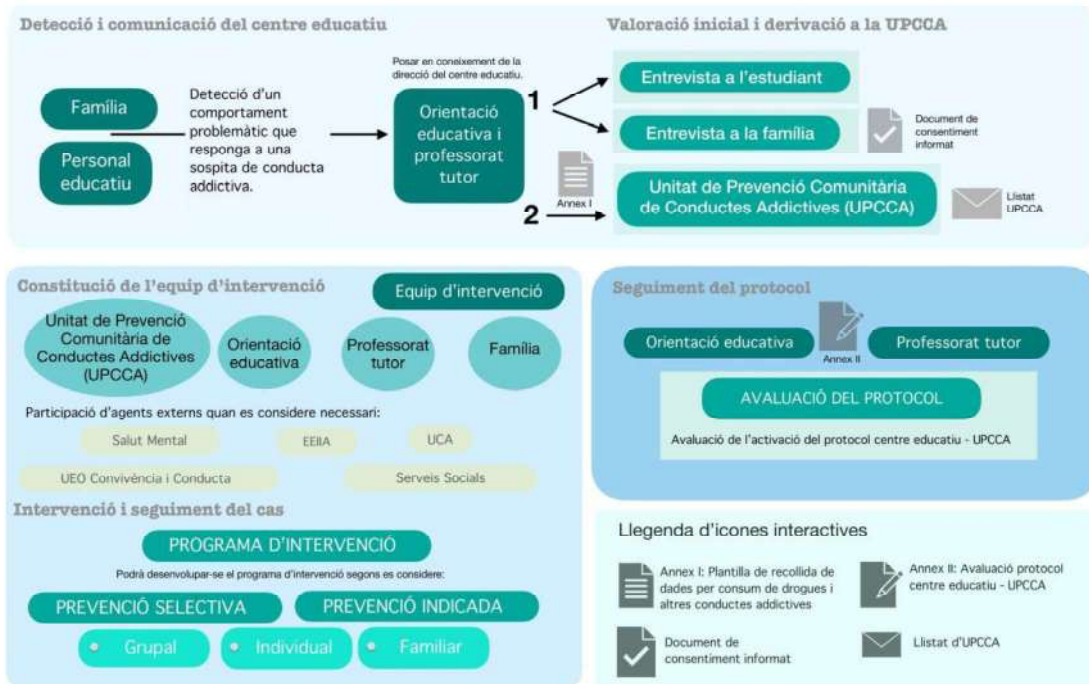 Detecció i comunicació del centre educatiu
Família
Personal
educatiu
Detecció d'un
comportament
problemàtic que
responga a una
sospita de conducta
addictiva.
Posar en coneixement de la
direcció del centre educatiu.
Orientació
educativa i
professorat
tutor
Valoració inicial i derivació a la UPCCA
1
Entrevista a l'estudiant
Entrevista a la família
Document de
consentiment
informat
Annex I
2
Unitat de Prevenció Comunitària
de Conductes Addictives (UPCCA)
Llistat
UPCCA
Constitució de l'equip d'intervenció
Equip d'intervenció
Unitat de Prevenció
Comunitària de
Conductes Addictives
(UPCCA)
Orientació
educativa
Professorat
tutor
Família
Participació d'agents externs quan es considere necessari:
Salut Mental
EEIIA
UCA
UEO Convivència i Conducta
Serveis Socials
Intervenció i seguiment del cas
PROGRAMA D'INTERVENCIÓ
Podrà desenvolupar-se el programa d'intervenció segons es considere:
PREVENCIÓ SELECTIVA
PREVENCIÓ INDICADA
Grupal
Individual
Familiar
Seguiment del protocol
Orientació educativa
Annex II
Professorat tutor
AVALUACIÓ DEL PROTOCOL
Avaluació de l'activació del protocol centre educatiu - UPCCA
Llegenda d'icones interactives
Annex I: Plantilla de recollida de
dades per consum de drogues i
altres conductes addictives
Annex II: Avaluació protocol
centre educatiu - UPCCA
Document de
consentiment informat
Llistat d'UPCCA